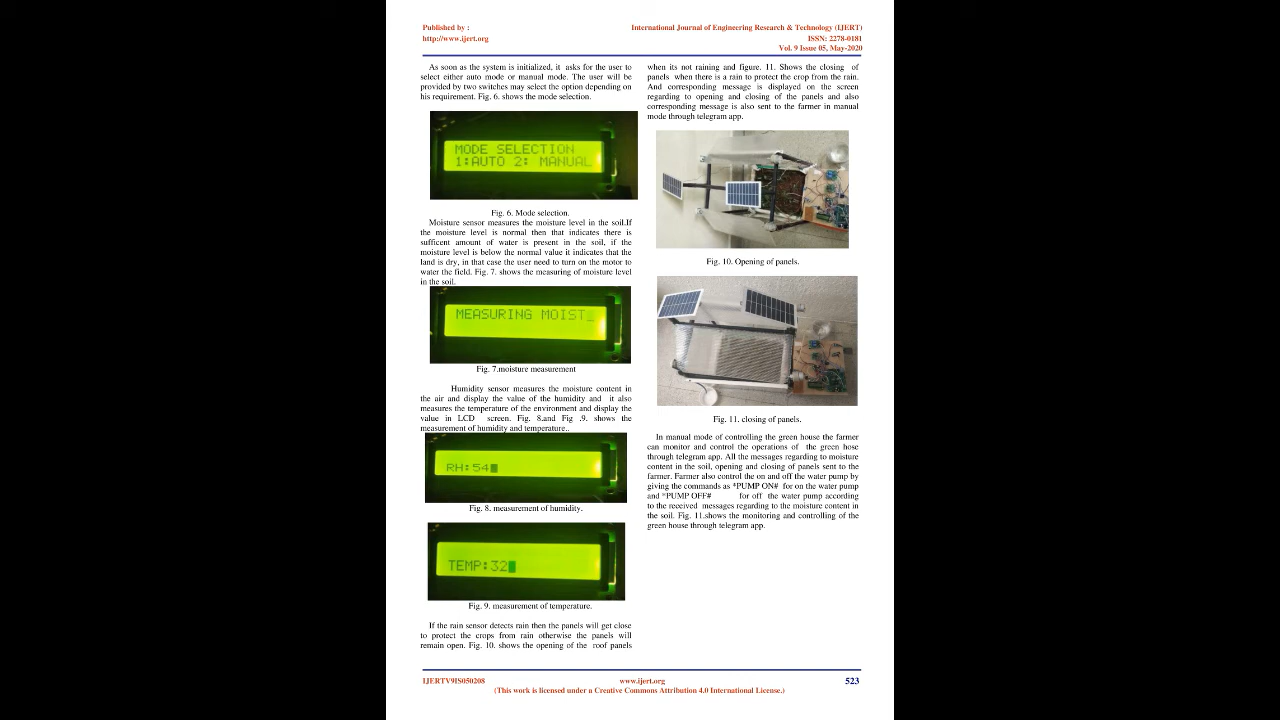 Published by :
http://www.ijert.org
International Journal of Engineering Research & Technology (IJERT)
ISSN: 2278-0181
Vol. 9 Issue 05, May-2020
As soon as the system is initialized, it asks for the user to
select either auto mode or manual mode. The user will be
provided by two switches may select the option depending on
his requirement. Fig. 6. shows the mode selection.
MODE SELECTION
1:AUTO 2: MANUAL
Fig. 6. Mode selection.
Moisture sensor measures the moisture level in the soil.If
the moisture level is normal then that indicates there is
sufficent amount of water is present in the soil, if the
moisture level is below the normal value it indicates that the
land is dry, in that case the user need to turn on the motor to
water the field. Fig. 7. shows the measuring of moisture level
in the soil.
MEASURING MOIST_
Fig. 7.moisture measurement
Humidity sensor measures the moisture content in
the air and display the value of the humidity and it also
measures the temperature of the environment and display the
value in LCD screen. Fig. 8.and Fig .9. shows the
measurement of humidity and temperature..
RH:54
Fig. 8. measurement of humidity.
TEMP:32
Fig. 9. measurement of temperature.
If the rain sensor detects rain then the panels will get close
to protect the crops from rain otherwise the panels will
remain open. Fig. 10. shows the opening of the roof panels
when its not raining and figure. 11. Shows the closing of
panels when there is a rain to protect the crop from the rain.
And corresponding message is displayed on the screen
regarding to opening and closing of the panels and also
corresponding message is also sent to the farmer in manual
mode through telegram app.
Fig. 10. Opening of panels.
Fig. 11. closing of panels.
In manual mode of controlling the green house the farmer
can monitor and control the operations of the green hose
through telegram app. All the messages regarding to moisture
content in the soil, opening and closing of panels sent to the
farmer. Farmer also control the on and off the water pump by
giving the commands as *PUMP ON# for on the water pump
and *PUMP OFF# for off the water pump according
to the received messages regarding to the moisture content in
the soil. Fig. 11.shows the monitoring and controlling of the
green house through telegram app.
IJERTV9IS050208
www.ijert.org
523
(This work is licensed under a Creative Commons Attribution 4.0 International License.)